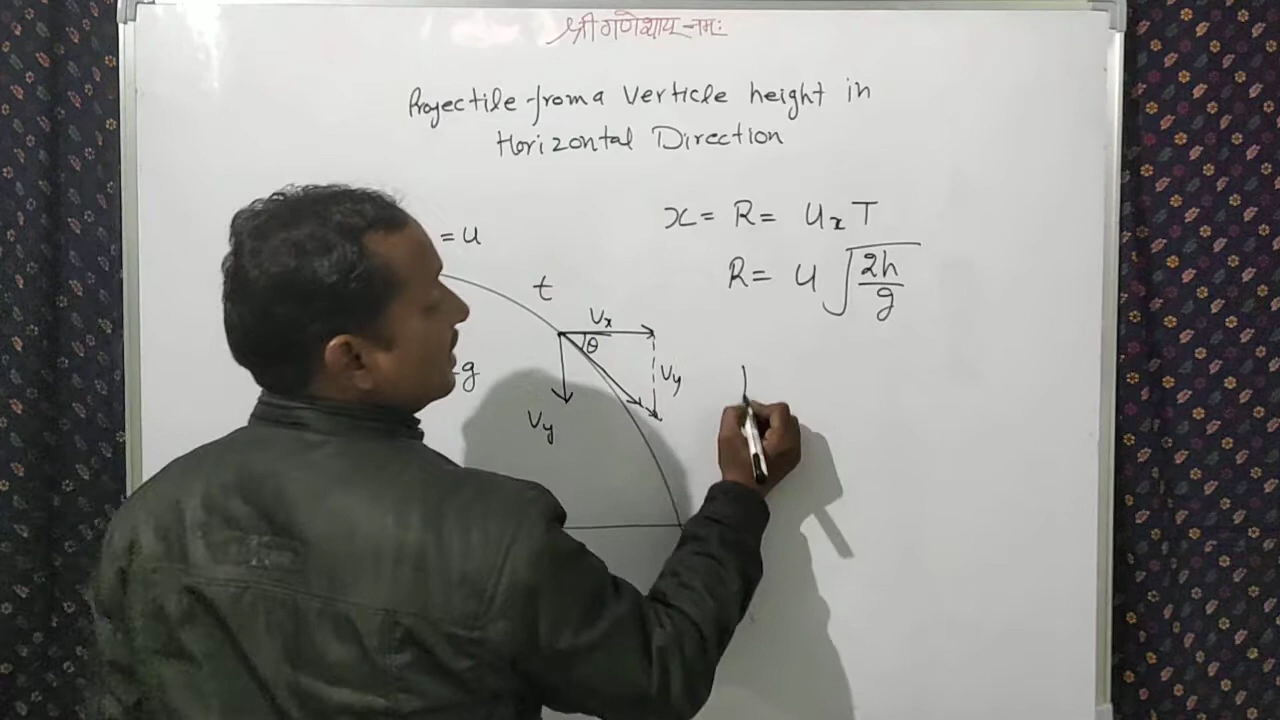 श्री गणेशाय नमः
Projectile from a Verticle height in
Horizontal Direction
x = R = u_x T
R = u √(2h/g)
= u
t
V_x
θ
V_y
V_y
g